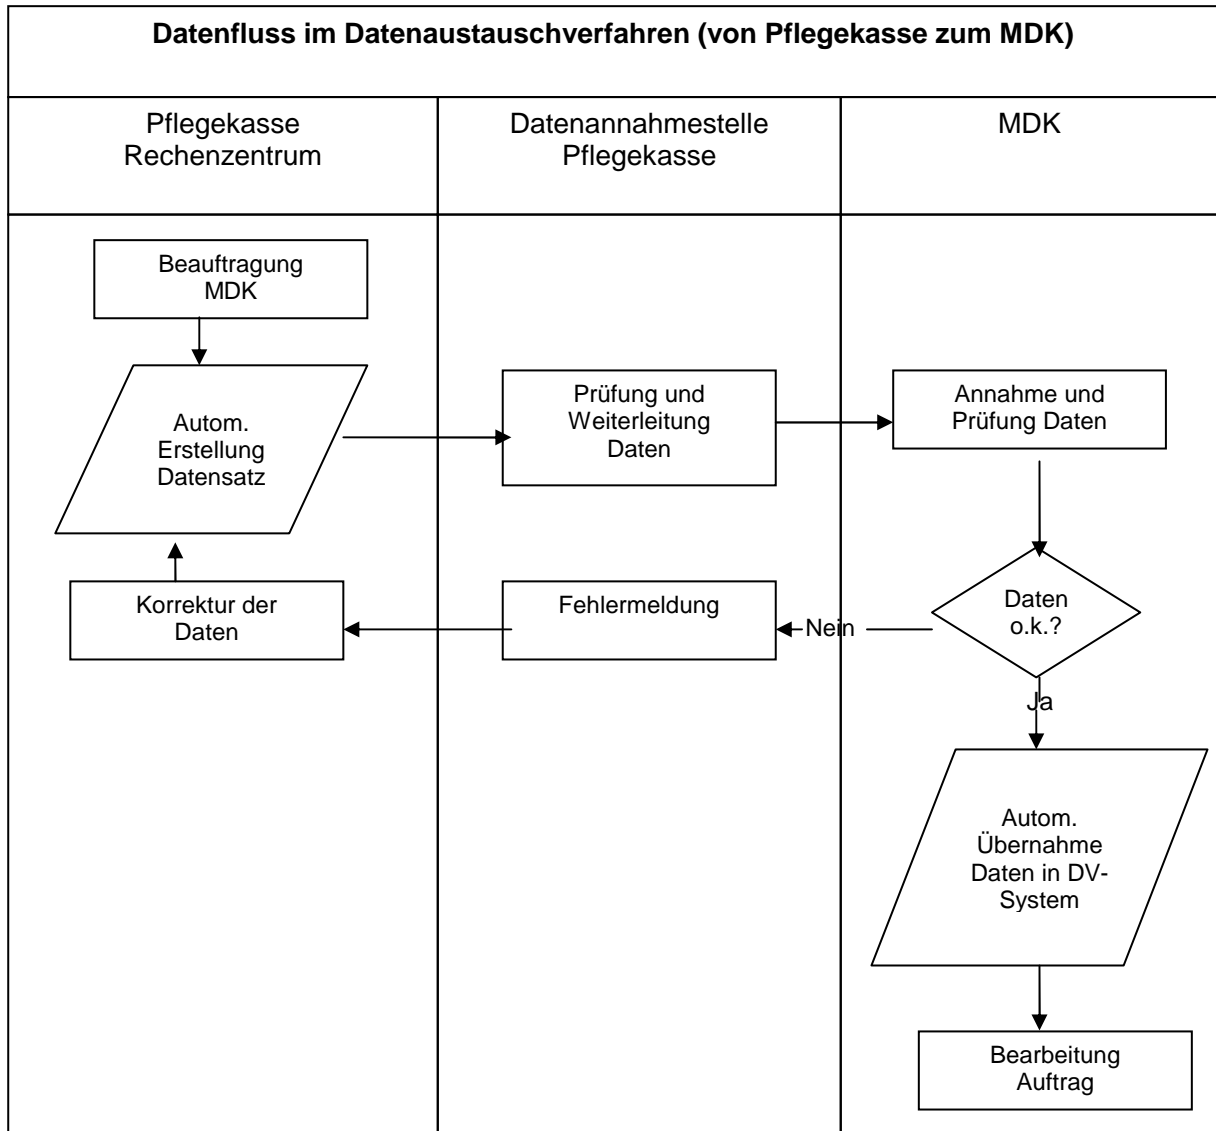 Datenfluss im Datenaustauschverfahren (von Pflegekasse zum MDK)
Pflegekasse
Rechenzentrum
Datenannahmestelle
Pflegekasse
MDK
Beauftragung
MDK
Autom.
Erstellung
Datensatz
Prüfung und
Weiterleitung
Daten
Annahme und
Prüfung Daten
Korrektur der
Daten
Fehlermeldung
Nein
Daten
o.k.?
Ja
Autom.
Übernahme
Daten in DV-
System
Bearbeitung
Auftrag